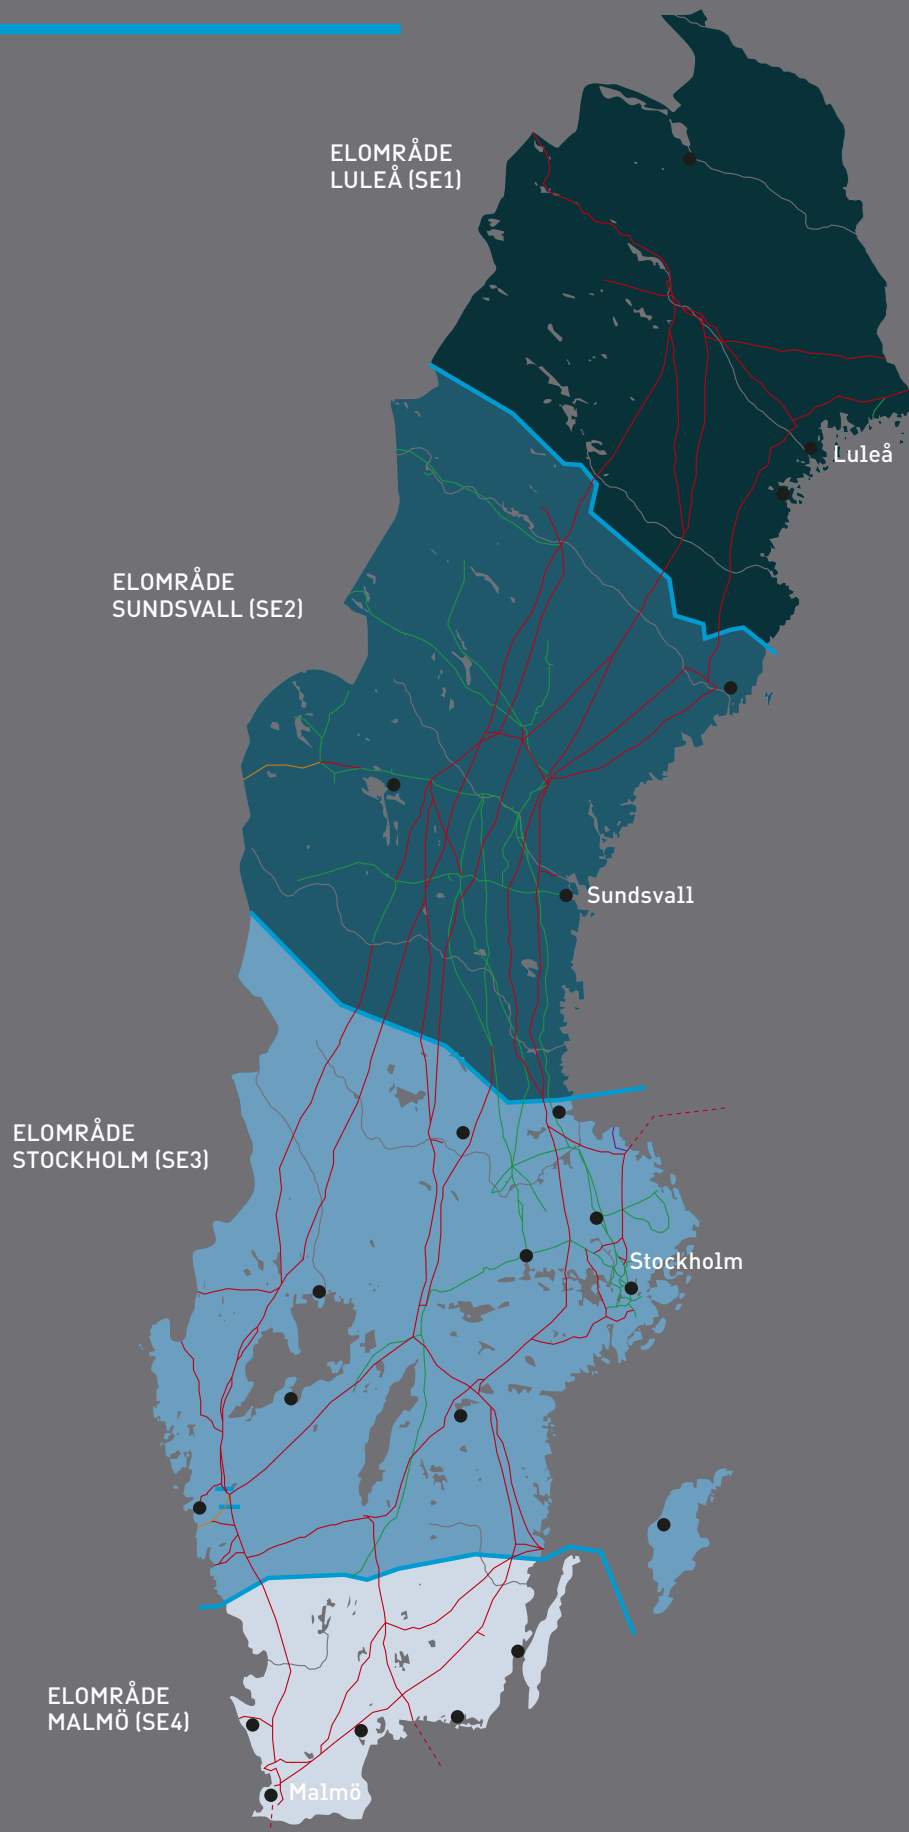 ELOMRÅDE
LULEÅ (SE1)
Luleå
ELOMRÅDE
SUNDSVALL (SE2)
Sundsvall
ELOMRÅDE
STOCKHOLM (SE3)
Stockholm
ELOMRÅDE
MALMÖ (SE4)
Malmö